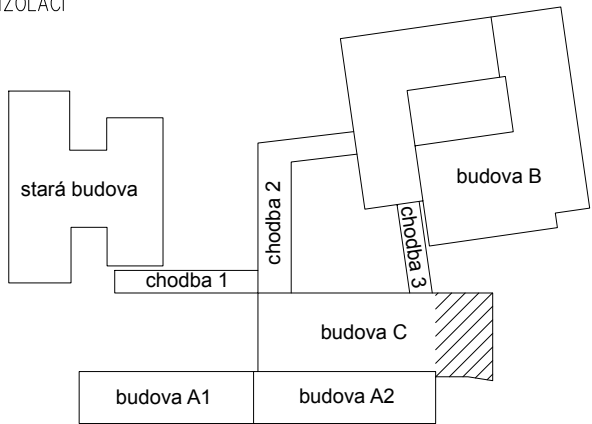 IZOLACÍ
stará budova
budova B
chodba 2
chodba 3
chodba 1
budova C
budova A1
budova A2